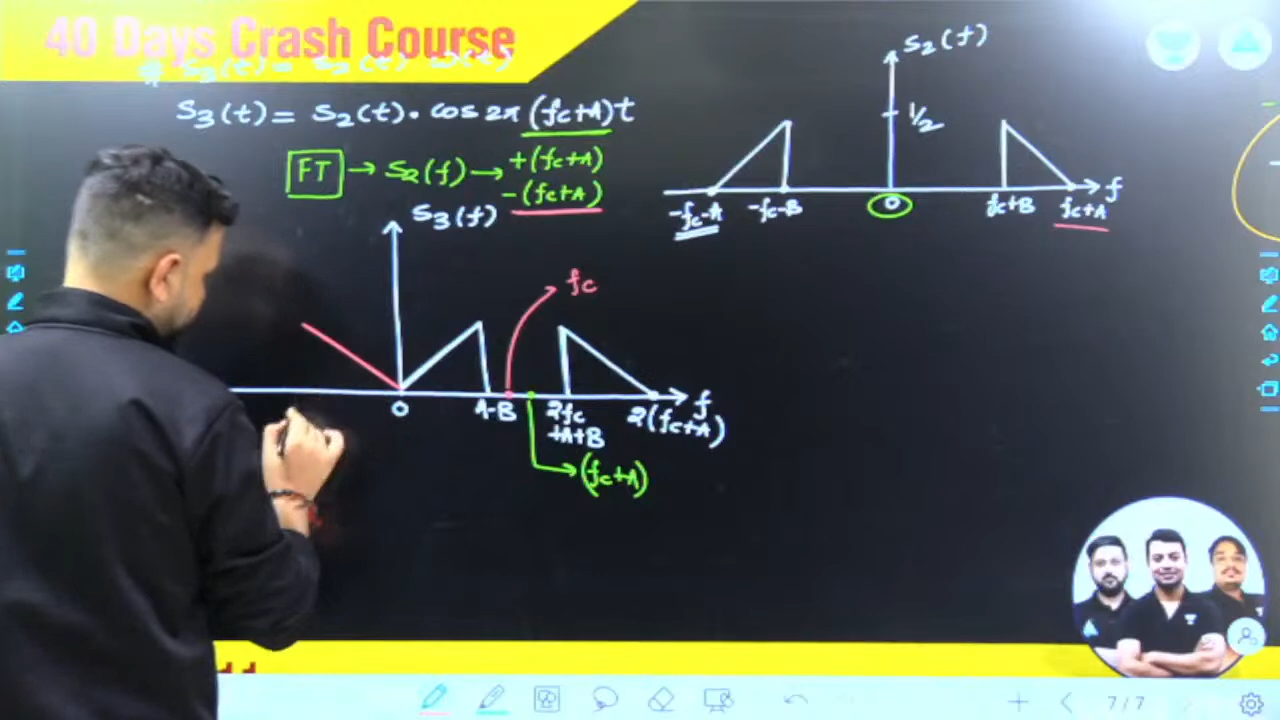 40 Days Crash Course
S₃(t) = S₂(t)·cos 2π (fc+A)t
FT → S₂(f) → +(fc+A)
-(fc+A)
S₃(f)
fc
0
A-B
2fc
+A+B
2(fc+A)
f
(fc+A)
S₂(f)
1/2
-fc-A
-fc-B
0
fc+B
fc+A
f
7/7